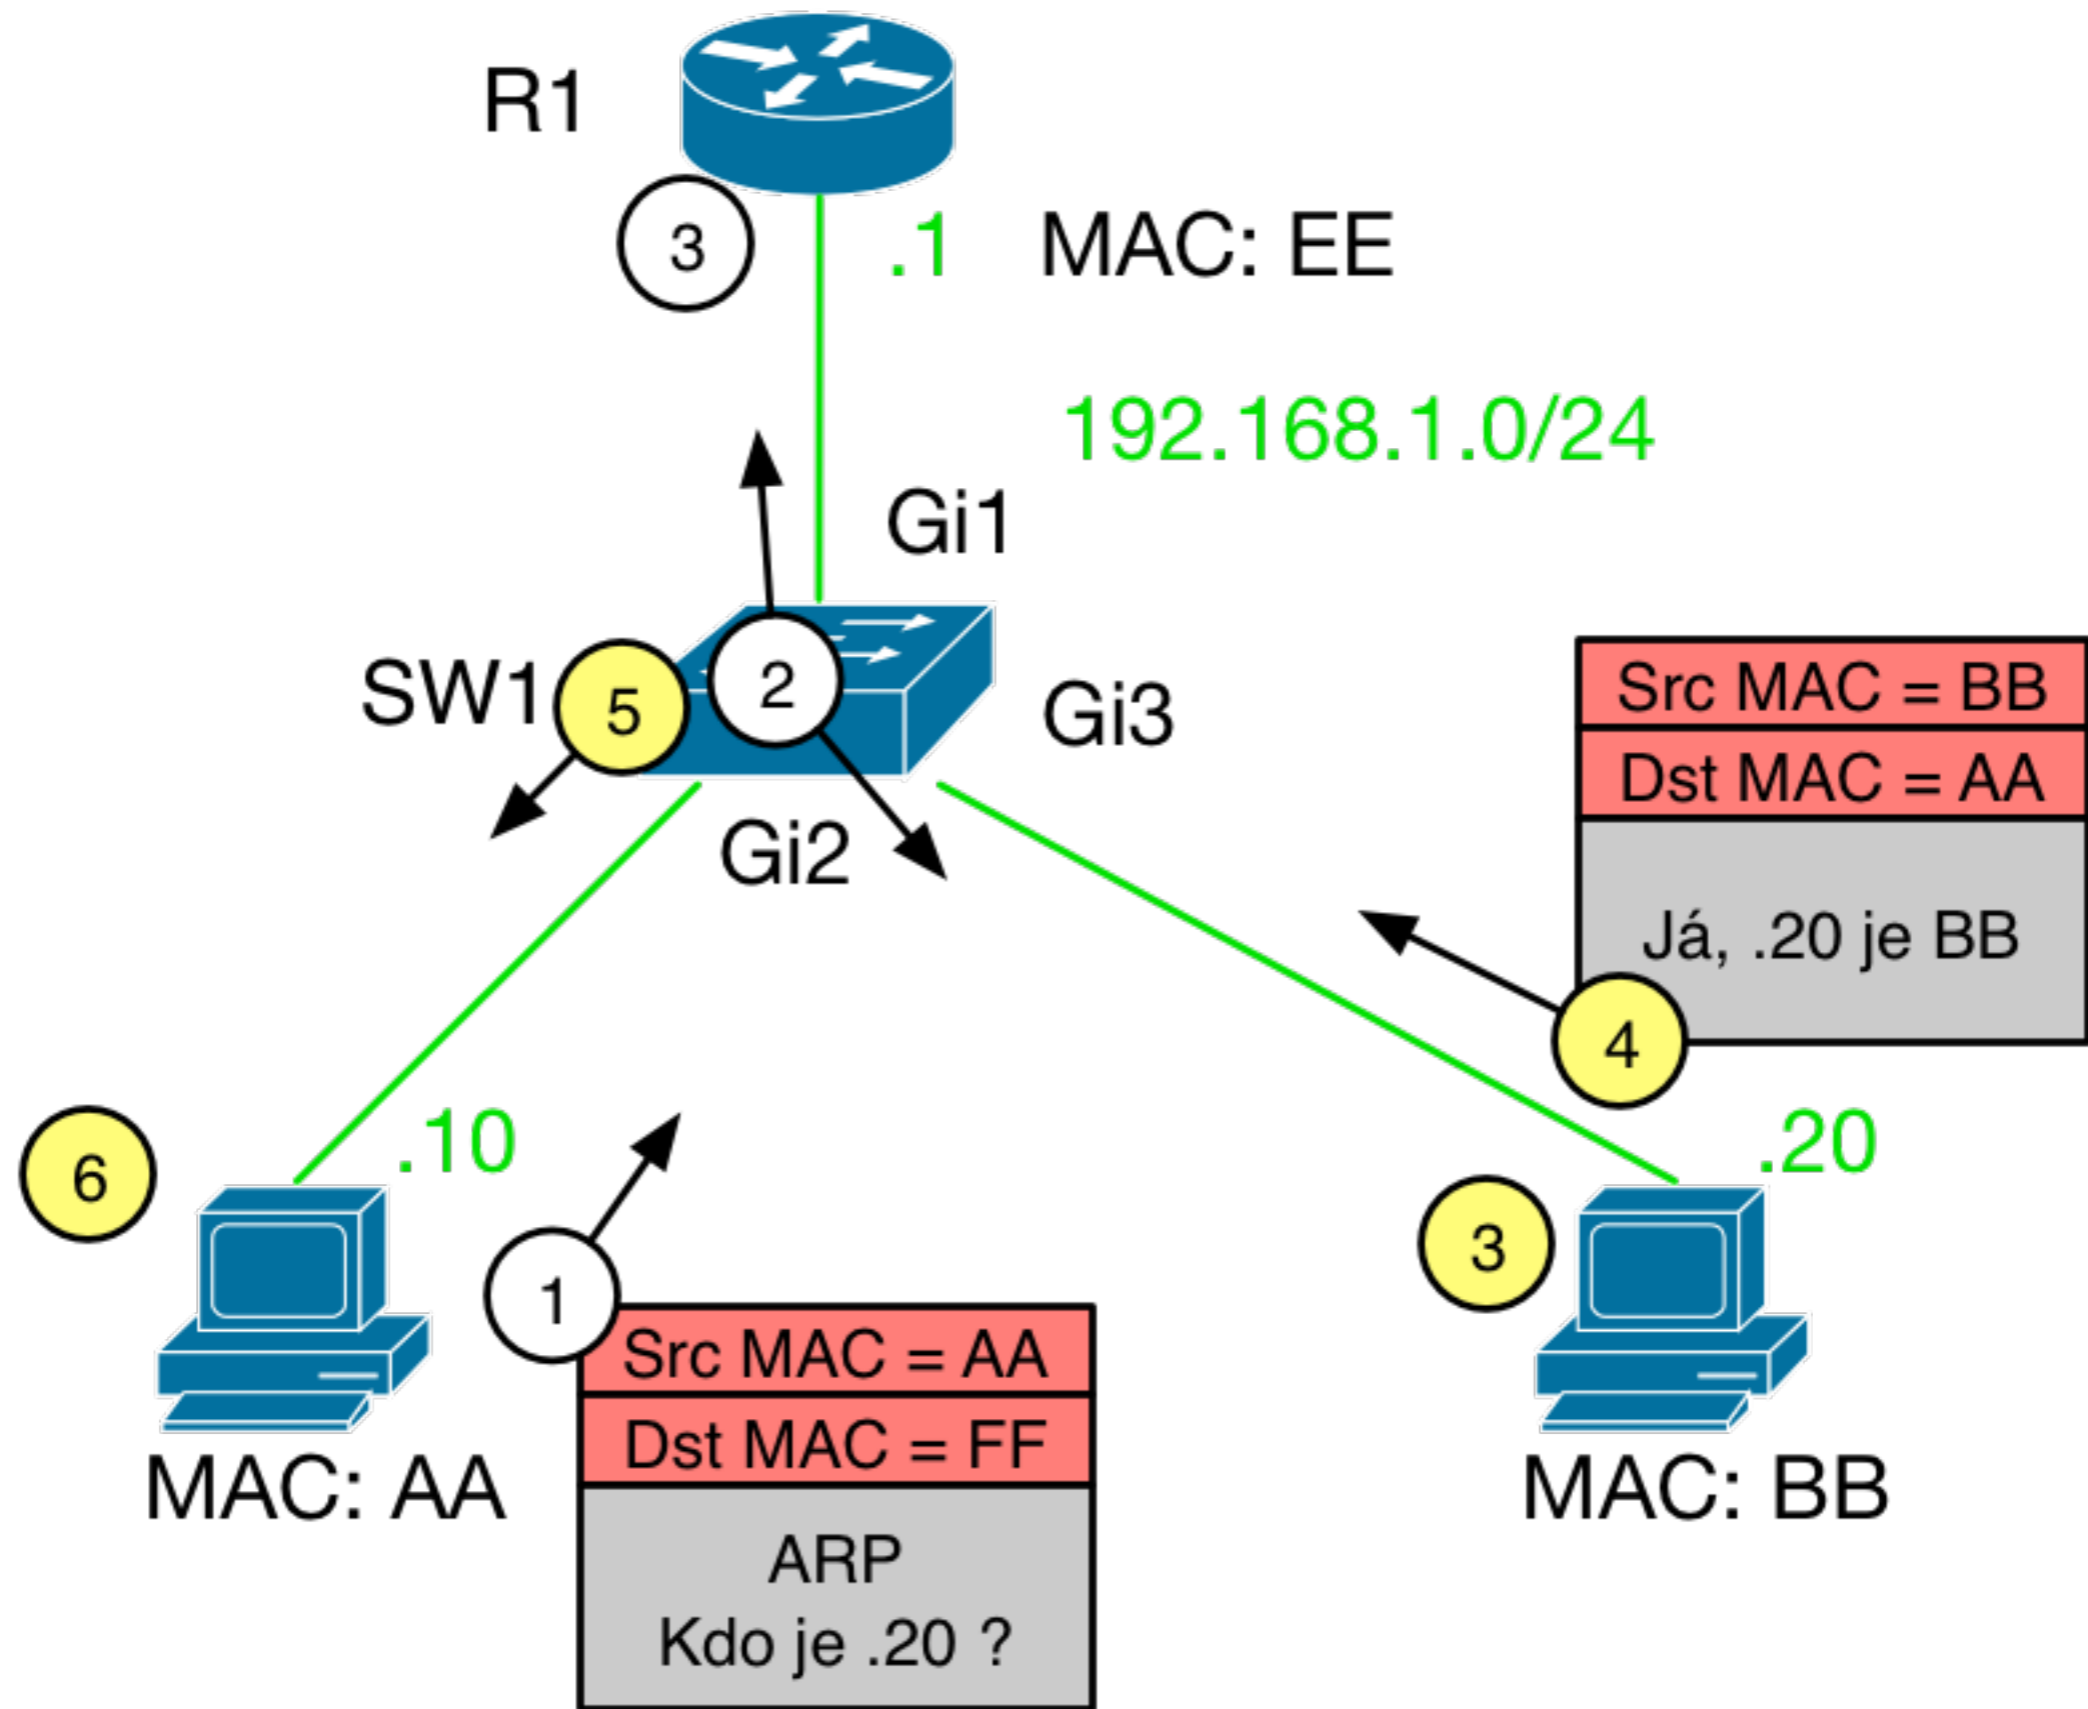 R1
3
.1
MAC: EE
192.168.1.0/24
Gi1
SW1
5
2
Gi3
Gi2
Src MAC = BB
Dst MAC = AA
Já, .20 je BB
4
6
.10
.20
3
1
Src MAC = AA
Dst MAC = FF
ARP
Kdo je .20 ?
MAC: AA
MAC: BB